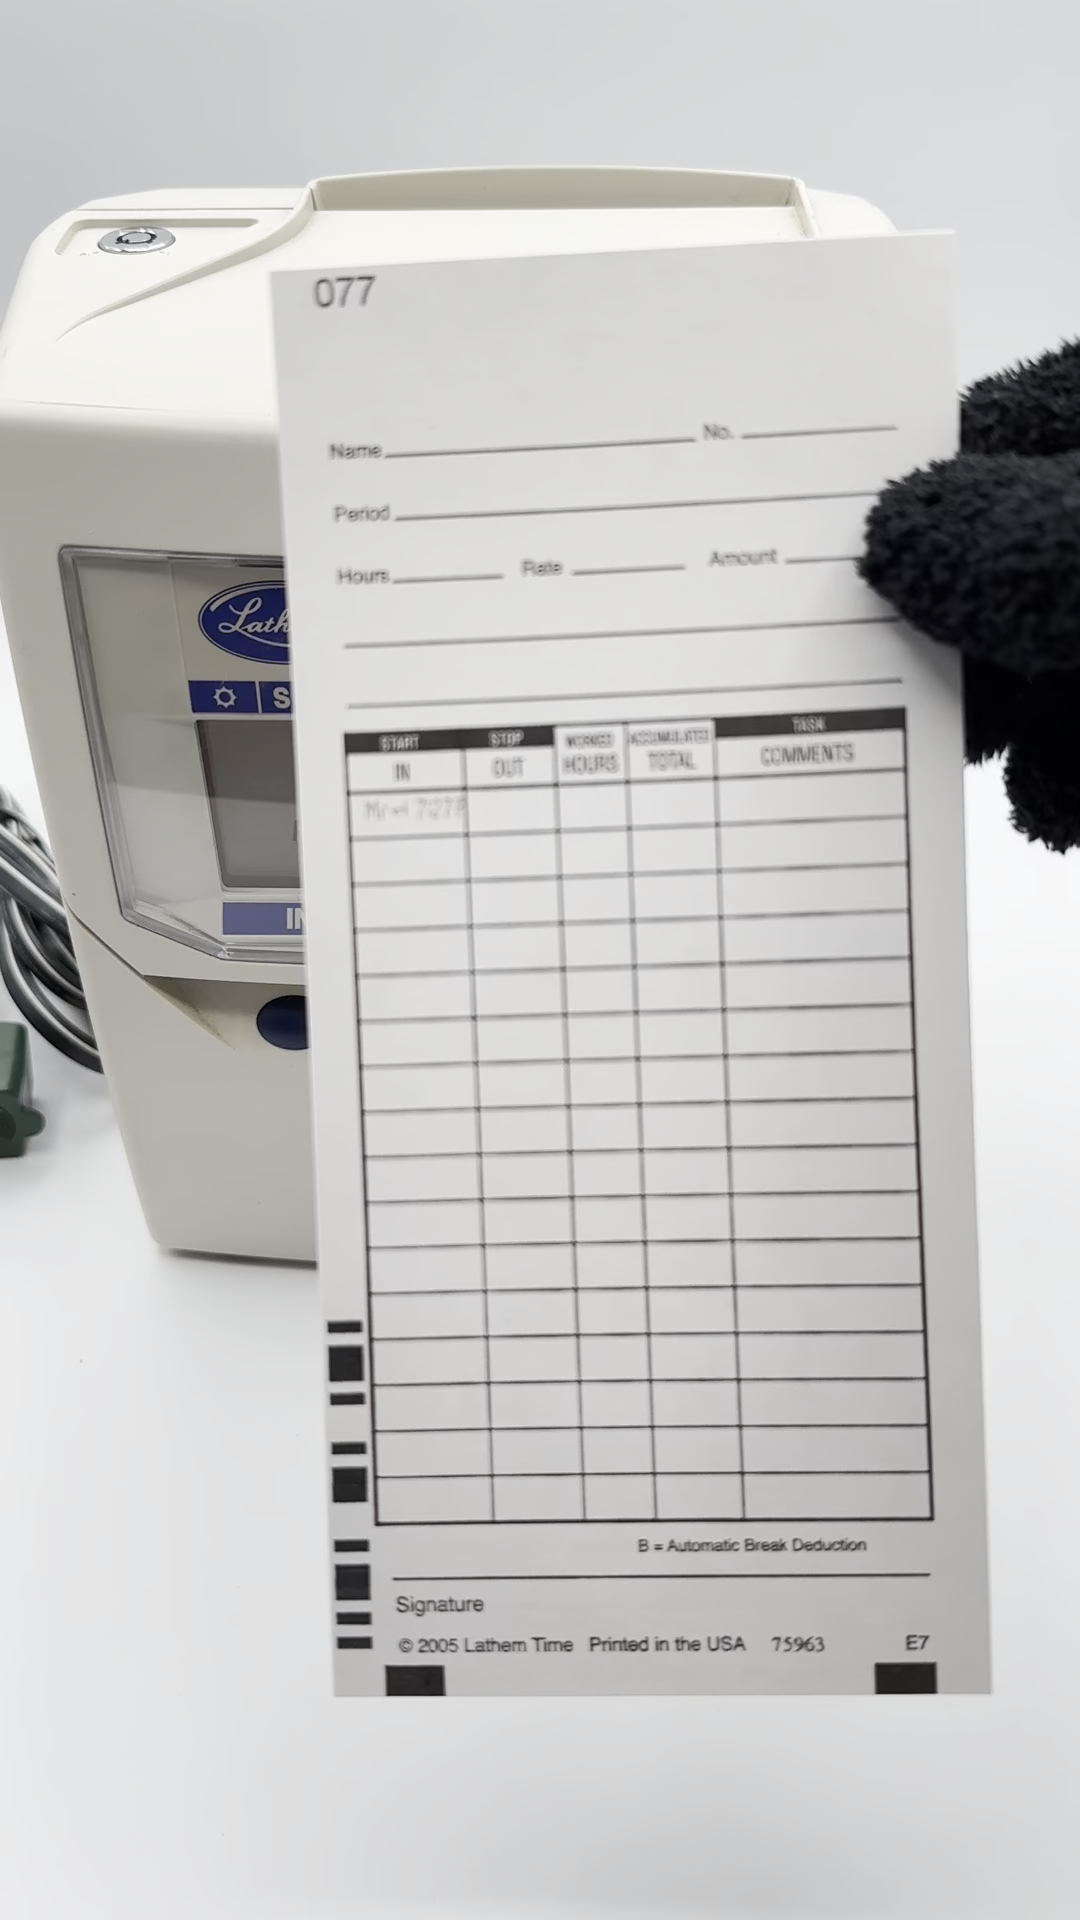 077
Name No.
Period
Hours Rate Amount
START STOP WORKED ACCUMULATED TASK
IN OUT HOURS TOTAL COMMENTS
B = Automatic Break Deduction
Signature
© 2005 Lathem Time Printed in the USA 75963 E7